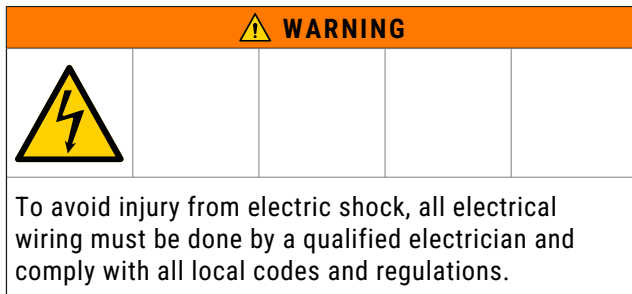 WARNING
To avoid injury from electric shock, all electrical
wiring must be done by a qualified electrician and
comply with all local codes and regulations.